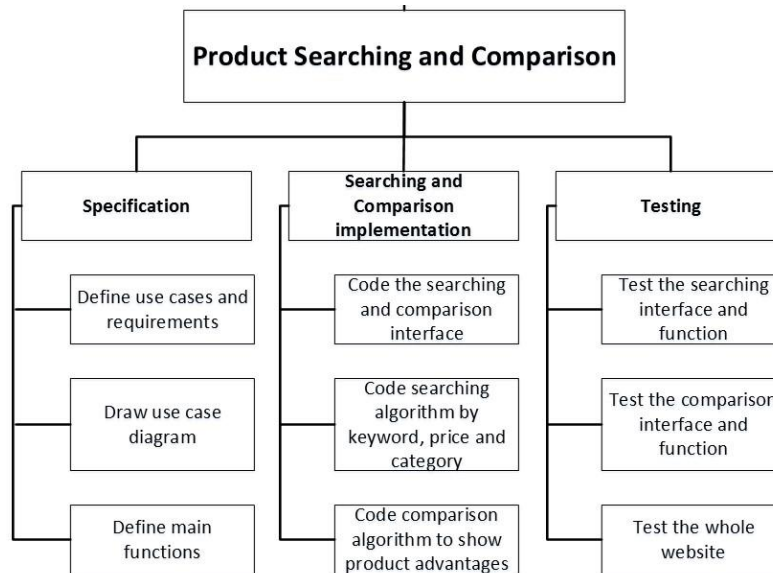 Product Searching and Comparison
Specification
Define use cases and
requirements
Draw use case
diagram
Define main
functions
Searching and
Comparison
implementation
Code the searching
and comparison
interface
Code searching
algorithm by
keyword, price and
category
Code comparison
algorithm to show
product advantages
Testing
Test the searching
interface and
function
Test the comparison
interface and
function
Test the whole
website